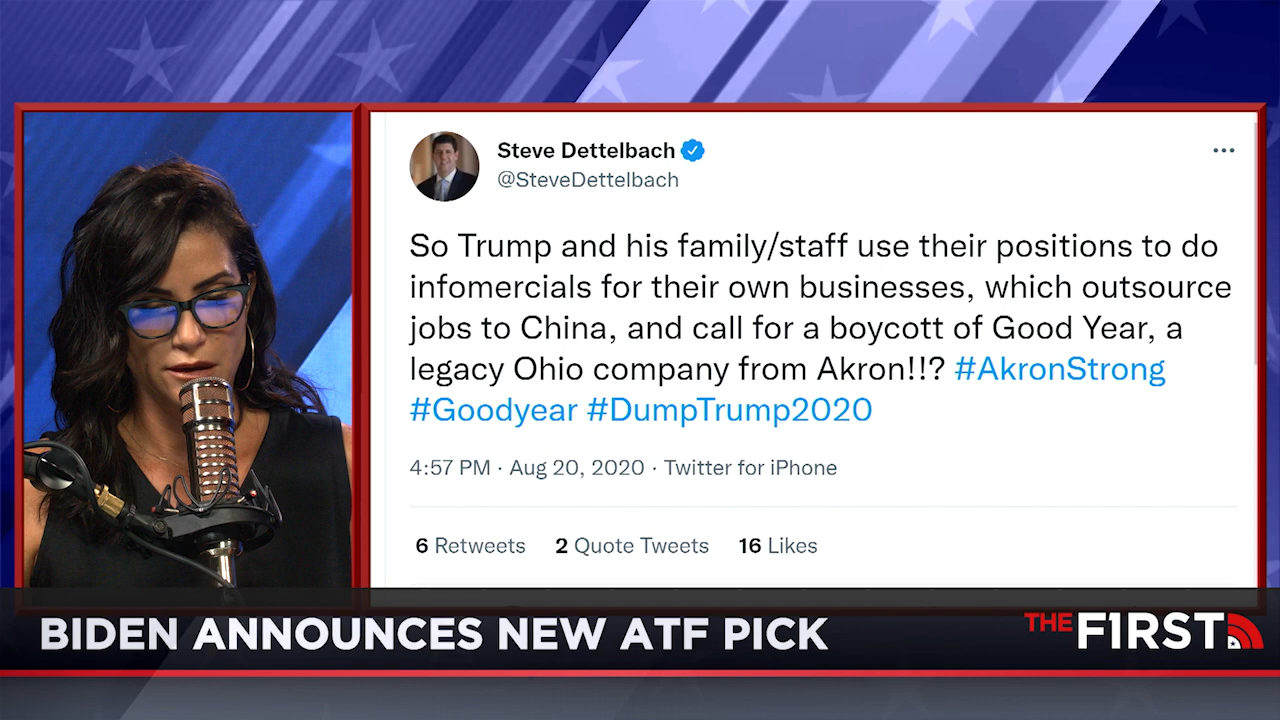 Steve Dettelbach
@SteveDettelbach
So Trump and his family/staff use their positions to do
infomercials for their own businesses, which outsource
jobs to China, and call for a boycott of Good Year, a
legacy Ohio company from Akron!!? #AkronStrong
#Goodyear #DumpTrump2020
4:57 PM · Aug 20, 2020 · Twitter for iPhone
6 Retweets 2 Quote Tweets 16 Likes
BIDEN ANNOUNCES NEW ATF PICK
THE FIRST